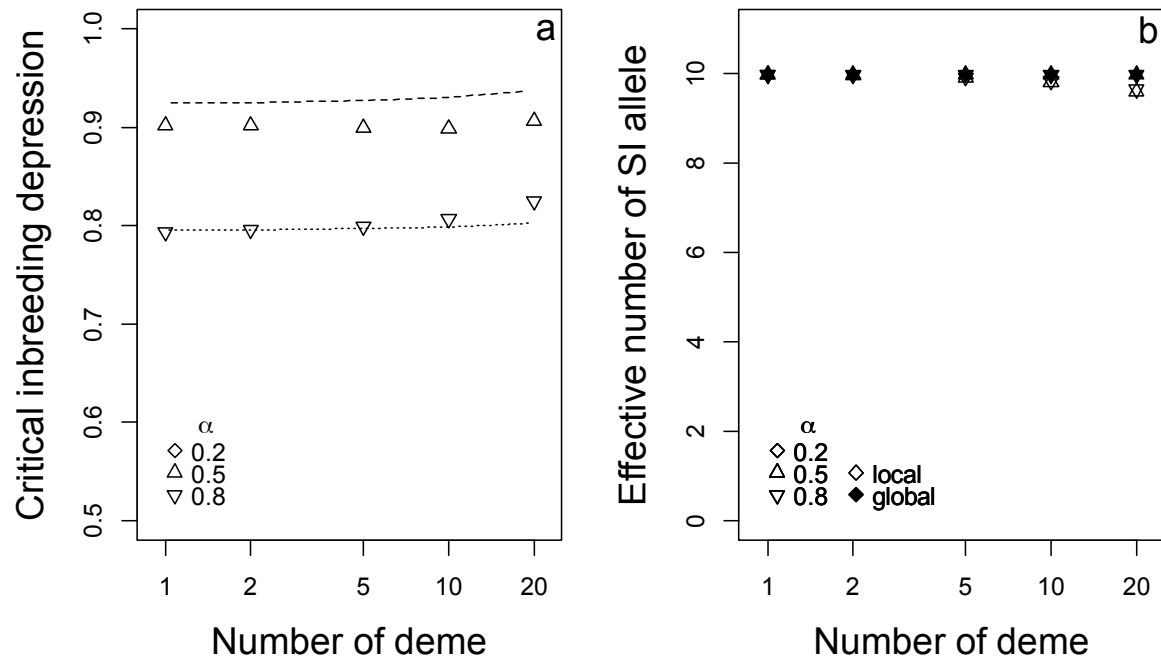 a
Critical inbreeding depression
1.0
0.9
0.8
0.7
0.6
0.5
α
0.2
0.5
0.8
1 2 5 10 20
Number of deme
b
Effective number of SI allele
10
8
6
4
2
0
α
0.2
0.5 local
0.8 global
1 2 5 10 20
Number of deme